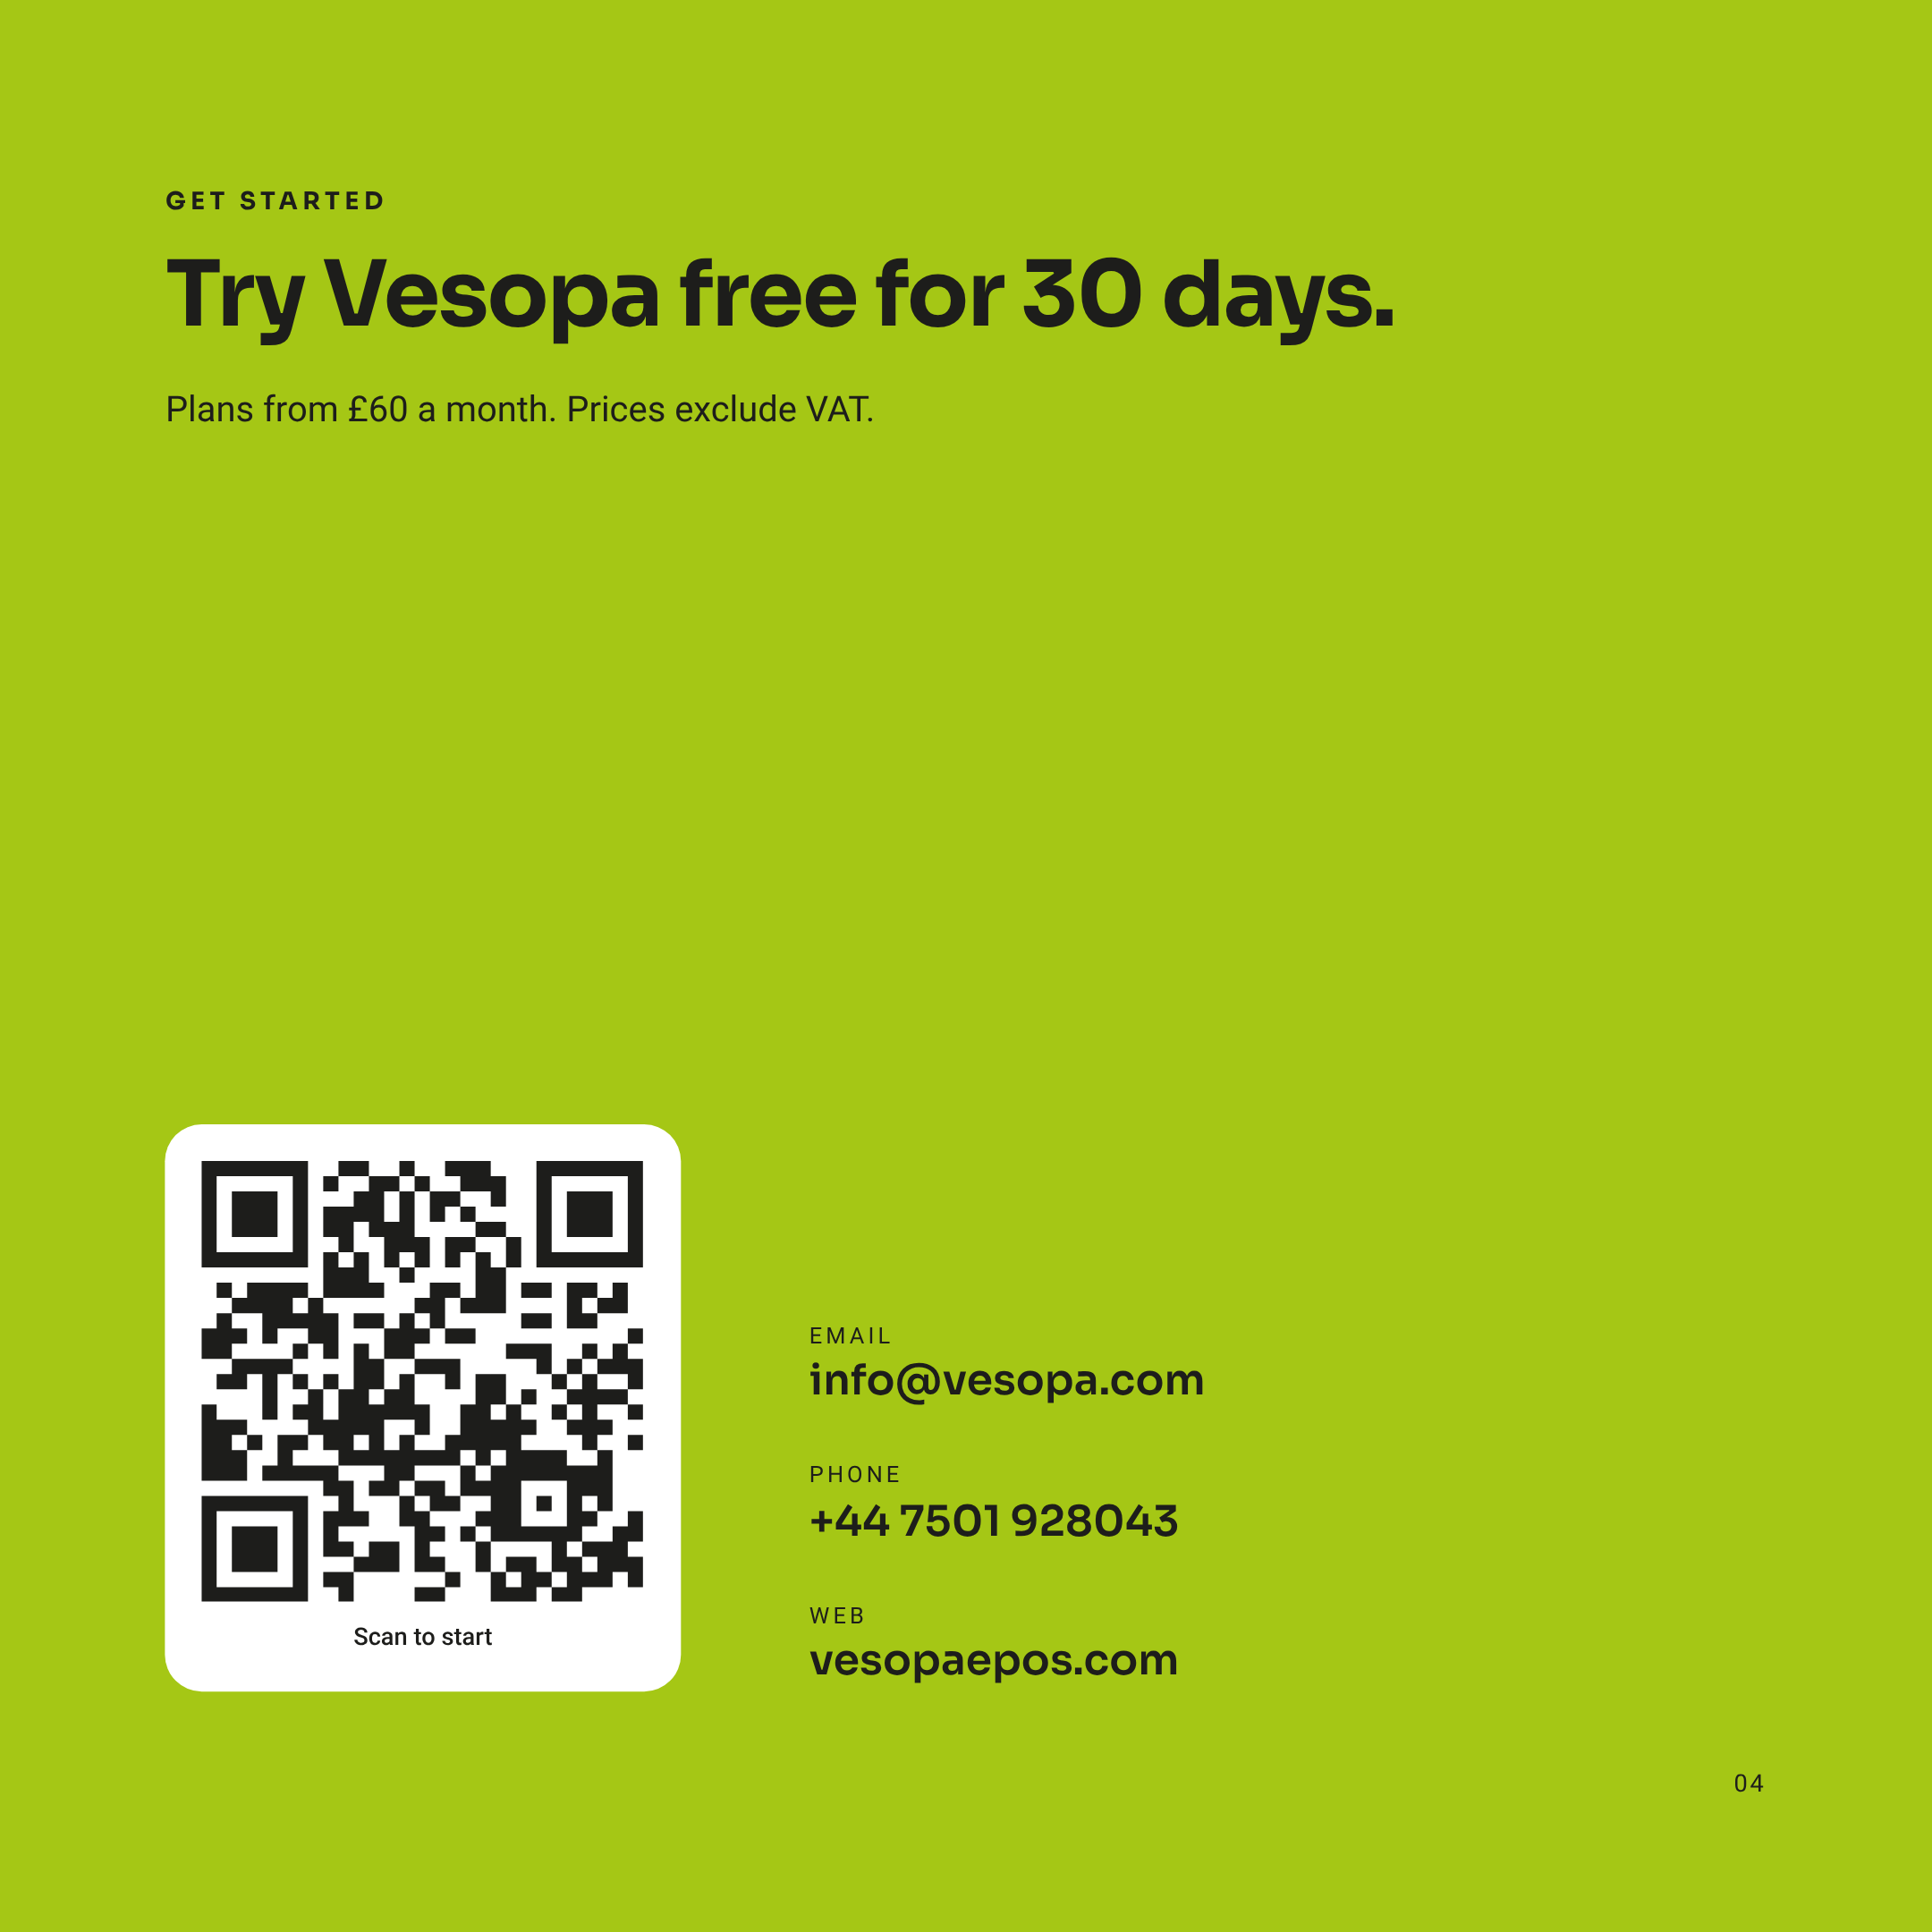 GET STARTED
Try Vesopa free for 30 days.
Plans from £60 a month. Prices exclude VAT.
Scan to start
EMAIL
info@vesopa.com
PHONE
+44 7501 928043
WEB
vesopaepos.com
04